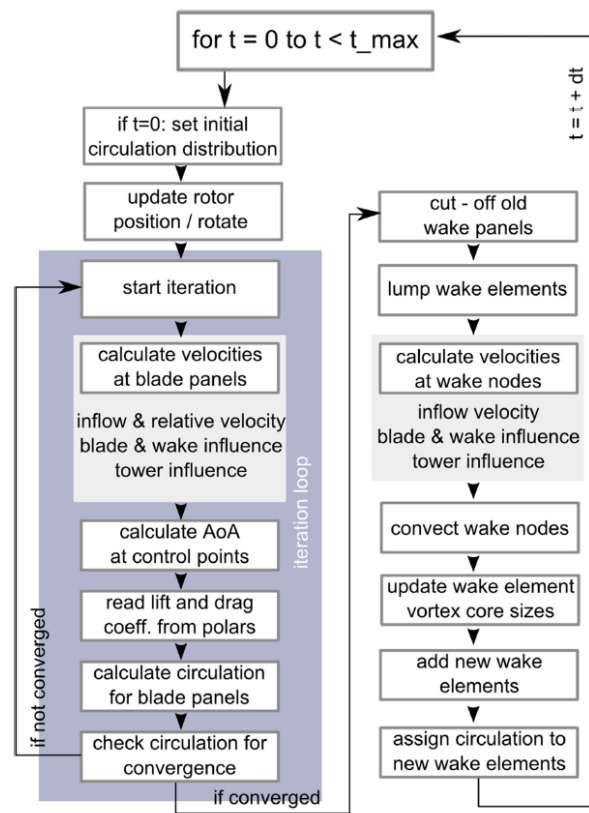 for t = 0 to t < t_max
t = t + dt
if t=0: set initial
circulation distribution
update rotor
position / rotate
start iteration
calculate velocities
at blade panels
inflow & relative velocity
blade & wake influence
tower influence
iteration loop
calculate AoA
at control points
read lift and drag
coeff. from polars
calculate circulation
for blade panels
check circulation for
convergence
if not converged
if converged
cut - off old
wake panels
lump wake elements
calculate velocities
at wake nodes
inflow velocity
blade & wake influence
tower influence
convect wake nodes
update wake element
vortex core sizes
add new wake
elements
assign circulation to
new wake elements